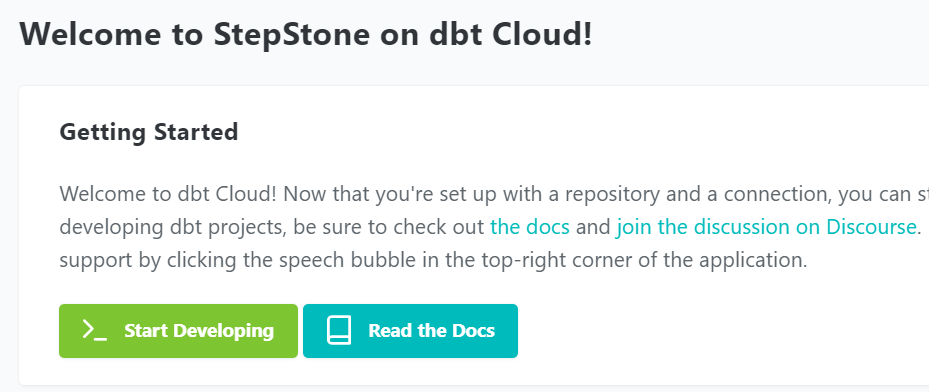 Welcome to StepStone on dbt Cloud!
Getting Started
Welcome to dbt Cloud! Now that you're set up with a repository and a connection, you can
developing dbt projects, be sure to check out the docs and join the discussion on Discourse.
support by clicking the speech bubble in the top-right corner of the application.
Start Developing
Read the Docs